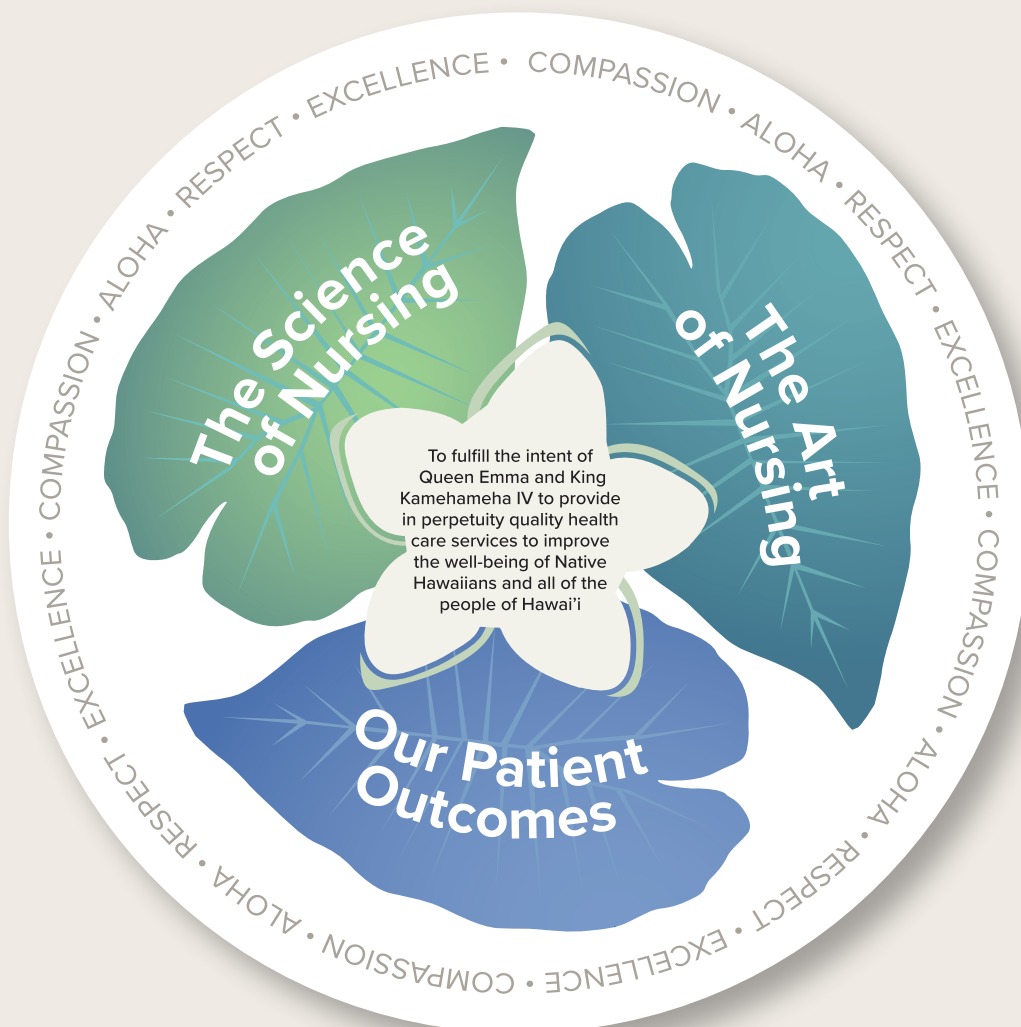 COMPASSION • ALOHA • RESPECT • EXCELLENCE • COMPASSION • ALOHA • RESPECT • EXCELLENCE • COMPASSION • ALOHA • RESPECT • EXCELLENCE • COMPASSION • ALOHA • RESPECT • EXCELLENCE •
The Science
of Nursing
The Art
of Nursing
To fulfill the intent of
Queen Emma and King
Kamehameha IV to provide
in perpetuity quality health
care services to improve
the well-being of Native
Hawaiians and all of the
people of Hawai’i
Our Patient
Outcomes